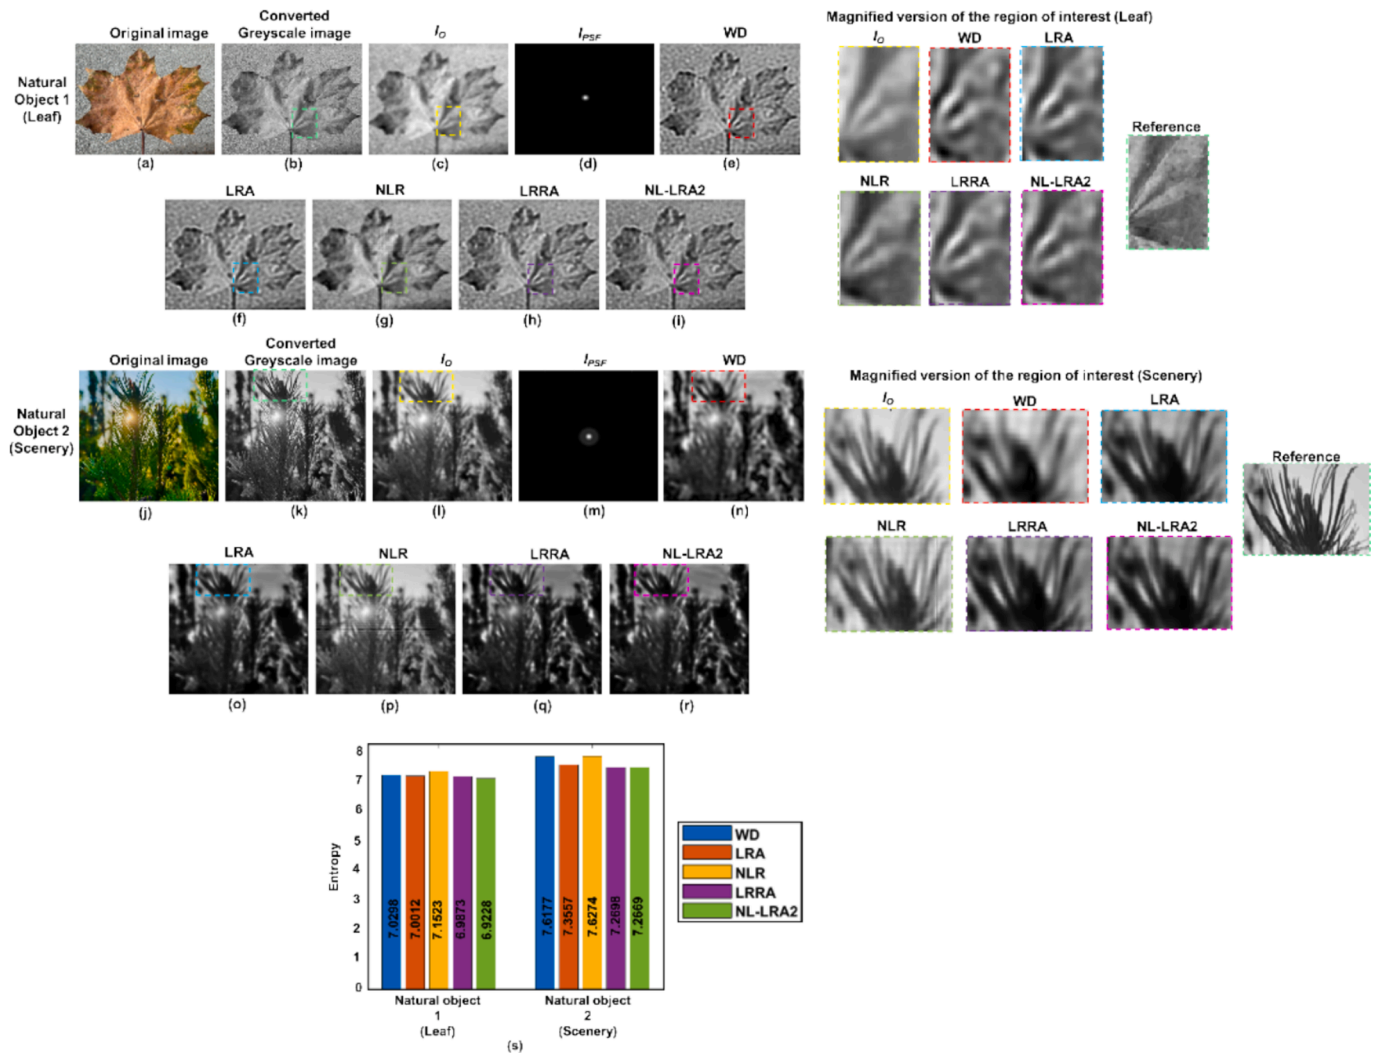 Original image
Converted
Greyscale image
I_O
I_PSF
WD
Natural
Object 1
(Leaf)
(a)
(b)
(c)
(d)
(e)
LRA
NLR
LRRA
NL-LRA2
(f)
(g)
(h)
(i)
Magnified version of the region of interest (Leaf)
I_O
WD
LRA
Reference
NLR
LRRA
NL-LRA2
Original image
Converted
Greyscale image
I_O
I_PSF
WD
Natural
Object 2
(Scenery)
(j)
(k)
(l)
(m)
(n)
LRA
NLR
LRRA
NL-LRA2
(o)
(p)
(q)
(r)
Magnified version of the region of interest (Scenery)
I_O
WD
LRA
Reference
NLR
LRRA
NL-LRA2
8
7
6
5
4
3
2
1
0
Entropy
7.0298
7.0012
7.1523
6.9873
6.9228
7.6177
7.3557
7.6274
7.2698
7.2669
WD
LRA
NLR
LRRA
NL-LRA2
Natural object
1
(Leaf)
Natural object
2
(Scenery)
(s)